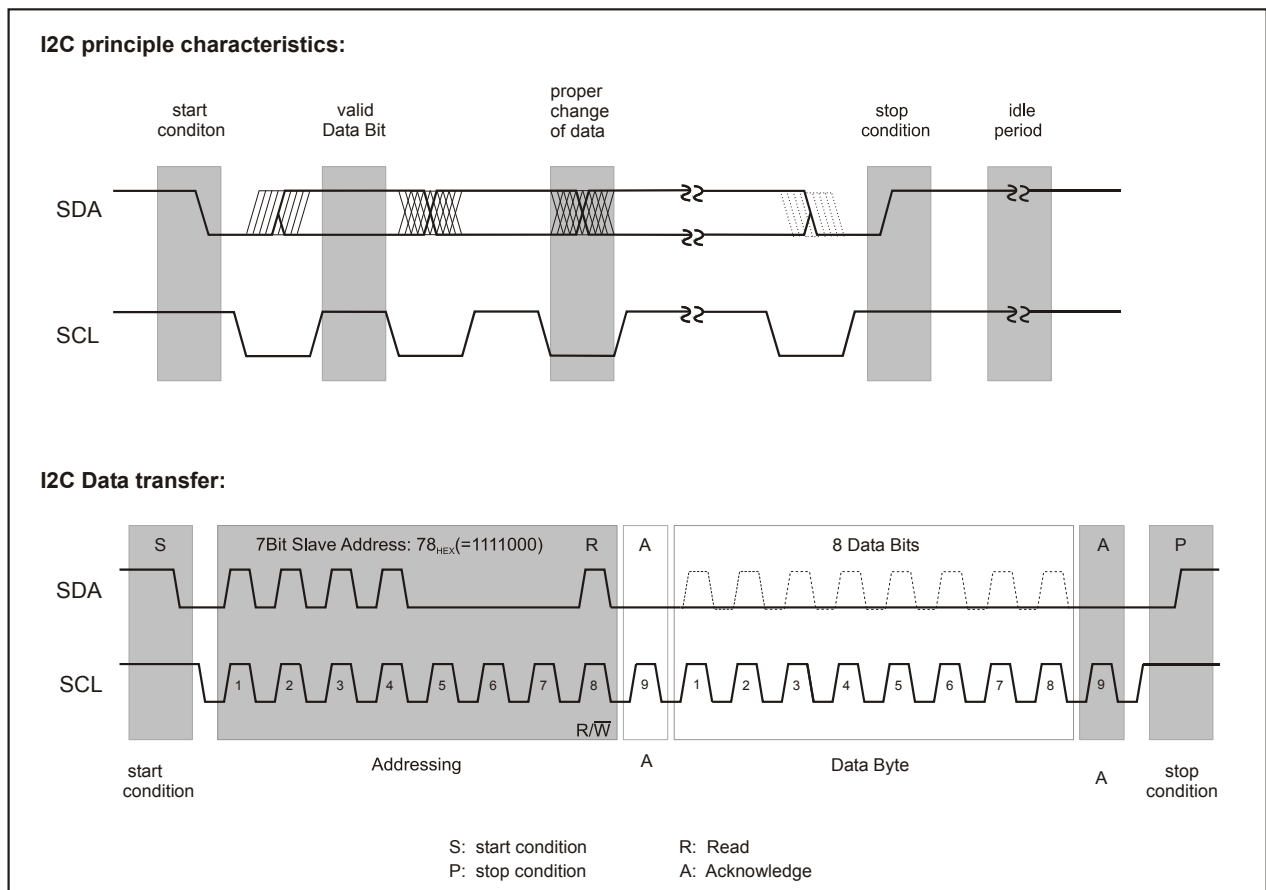 I2C principle characteristics:
start
conditon
valid
Data Bit
proper
change
of data
stop
condition
idle
period
SDA
SCL
I2C Data transfer:
S
7Bit Slave Address: 78HEX(=1111000)
R
A
8 Data Bits
A
P
SDA
SCL
1 2 3 4 5 6 7 8 9 1 2 3 4 5 6 7 8 9
R/W̅
start
condition
Addressing
A
Data Byte
A
stop
condition
S: start condition
R: Read
P: stop condition
A: Acknowledge